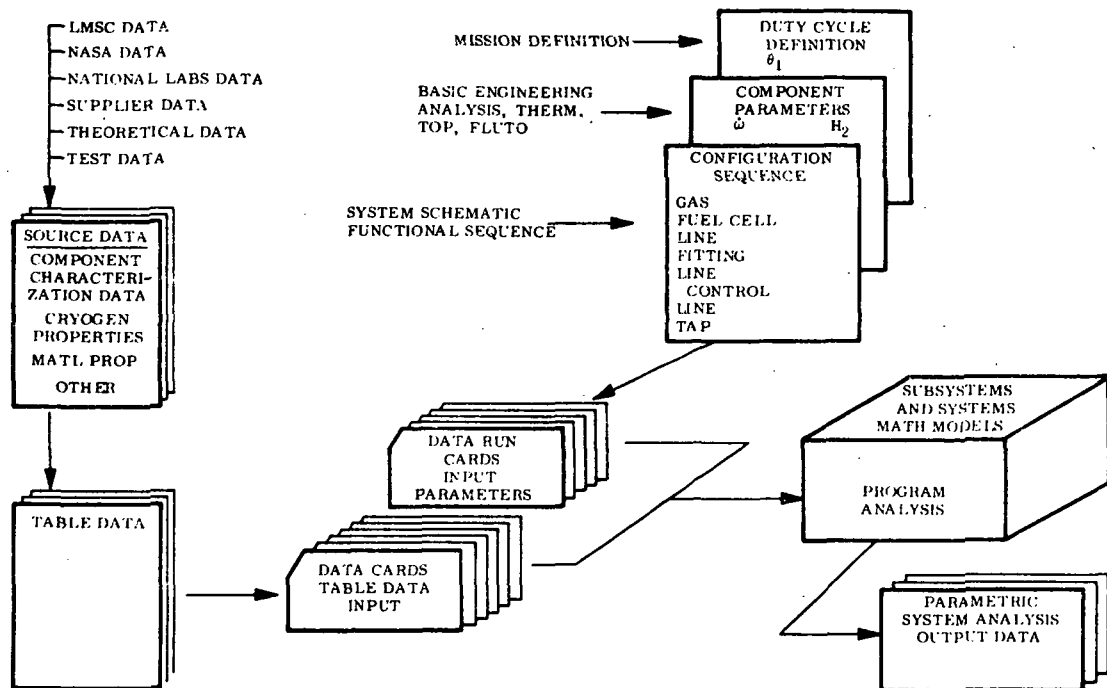 LMSC DATA
NASA DATA
NATIONAL LABS DATA
SUPPLIER DATA
THEORETICAL DATA
TEST DATA
SOURCE DATA
COMPONENT
CHARACTERI-
ZATION DATA
CRYOGEN
PROPERTIES
MATL PROP
OTHER
TABLE DATA
MISSION DEFINITION
DUTY CYCLE
DEFINITION
θ1
BASIC ENGINEERING
ANALYSIS, THERM,
TOP, FLUTO
COMPONENT
PARAMETERS
ω̇ H2
SYSTEM SCHEMATIC
FUNCTIONAL SEQUENCE
CONFIGURATION
SEQUENCE
GAS
FUEL CELL
LINE
FITTING
LINE
CONTROL
LINE
TAP
DATA RUN
CARDS
INPUT
PARAMETERS
DATA CARDS
TABLE DATA
INPUT
SUBSYSTEMS
AND SYSTEMS
MATH MODELS
PROGRAM
ANALYSIS
PARAMETRIC
SYSTEM ANALYSIS
OUTPUT DATA